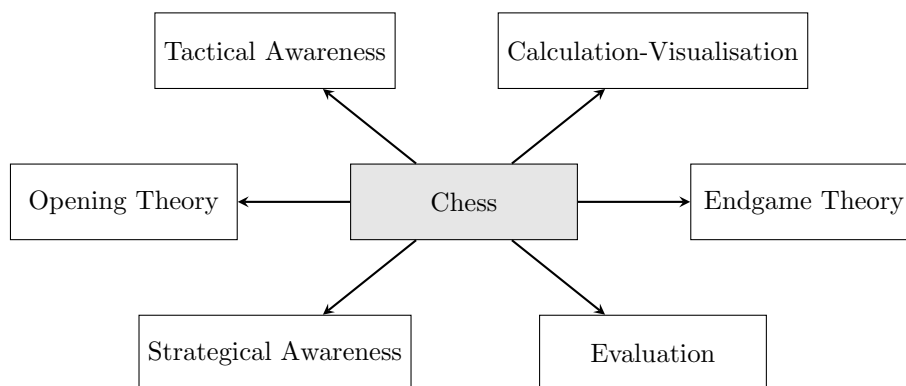 Tactical Awareness
Calculation-Visualisation
Opening Theory
Chess
Endgame Theory
Strategical Awareness
Evaluation